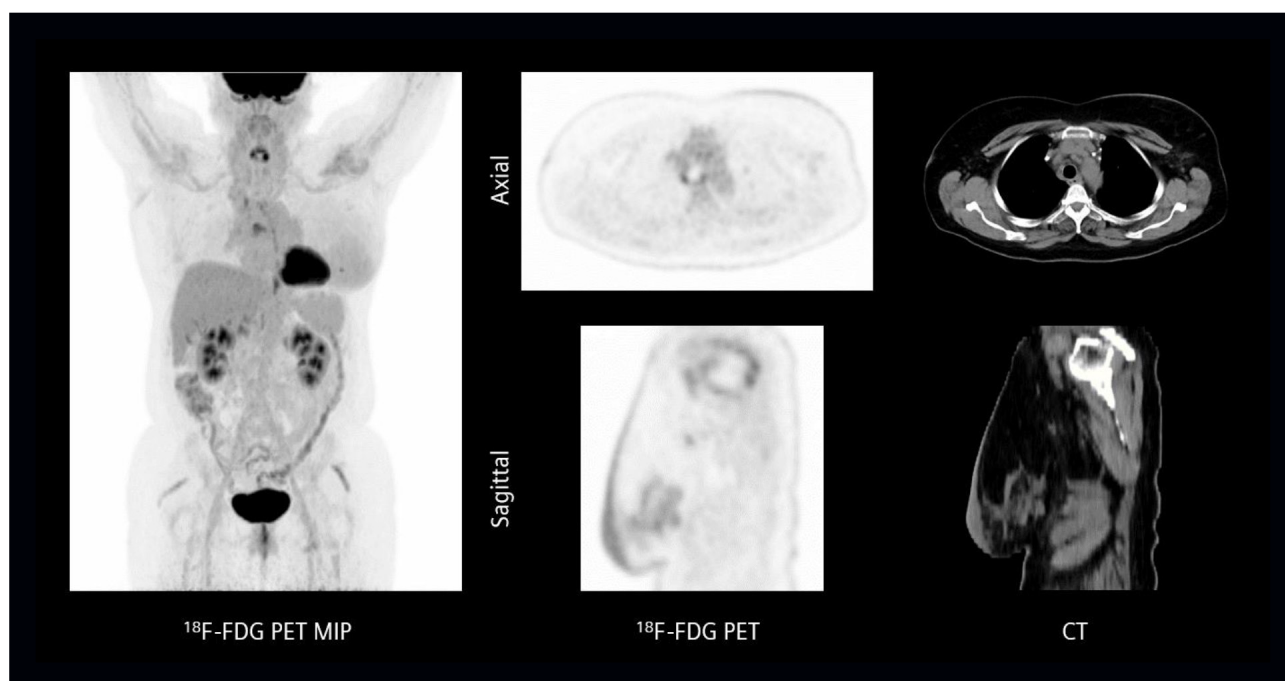 Axial
Sagittal
¹⁸F-FDG PET MIP
¹⁸F-FDG PET
CT